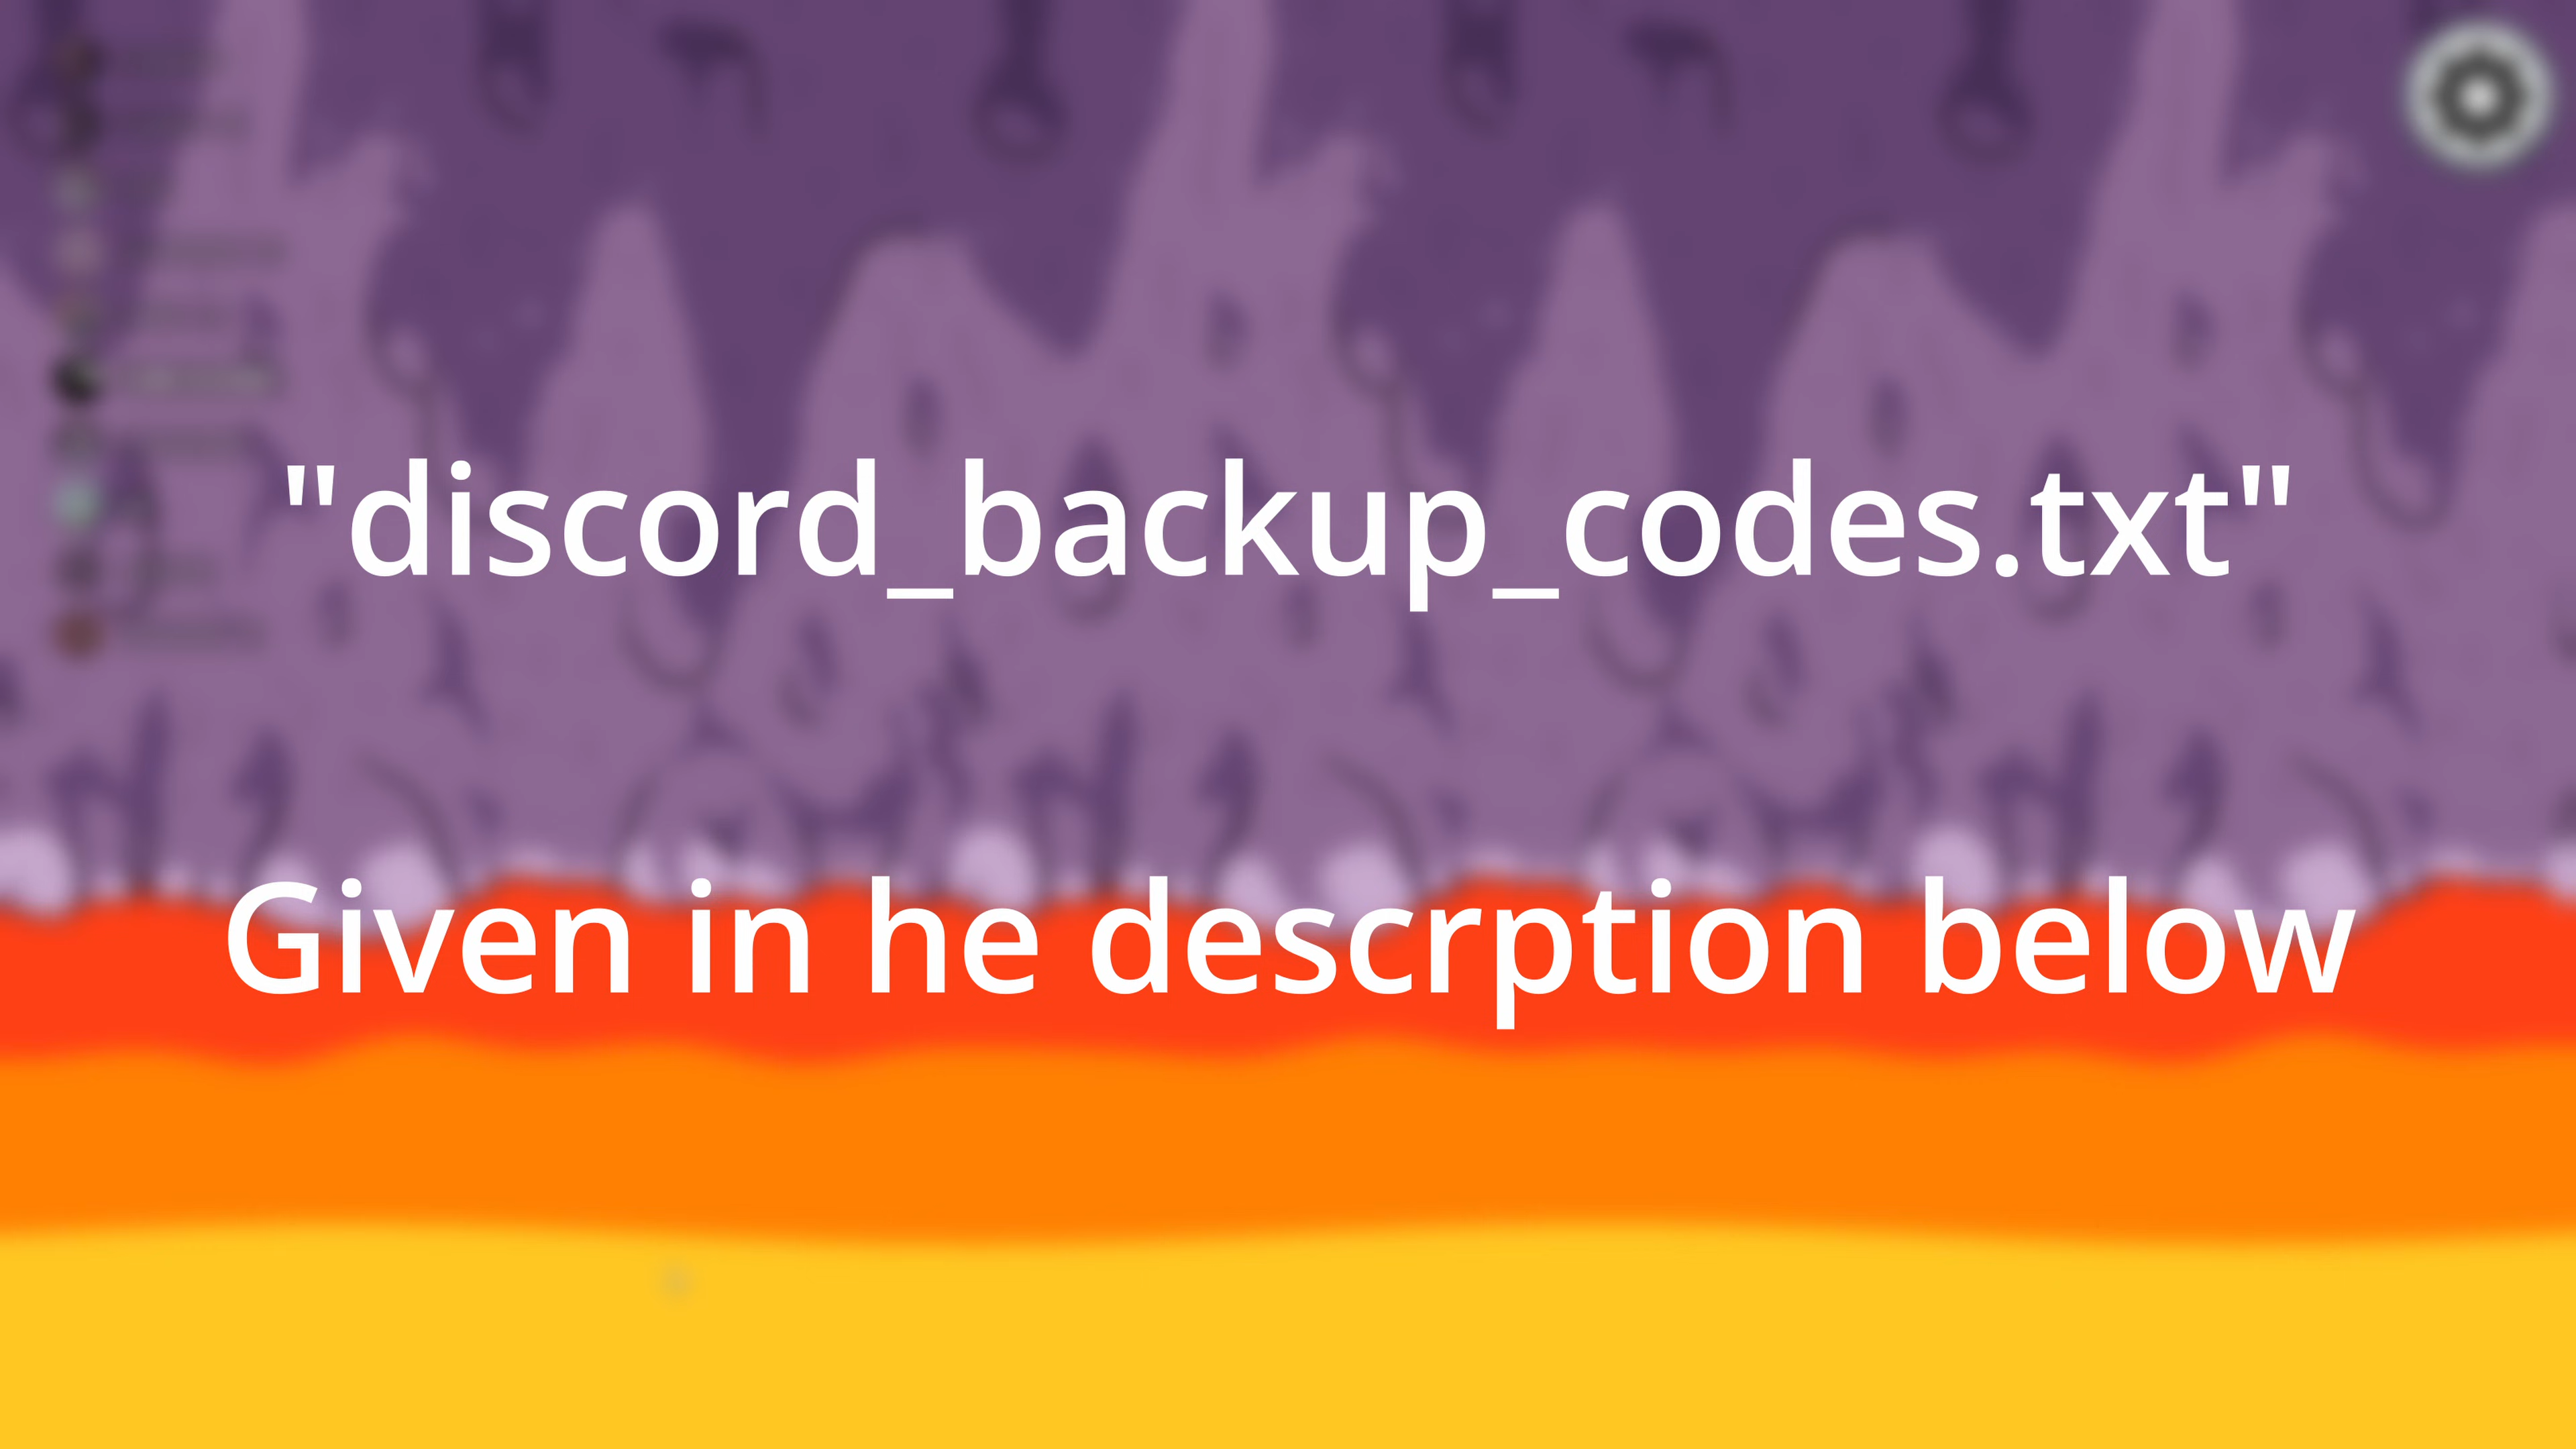 "discord_backup_codes.txt"
Given in he descrption below